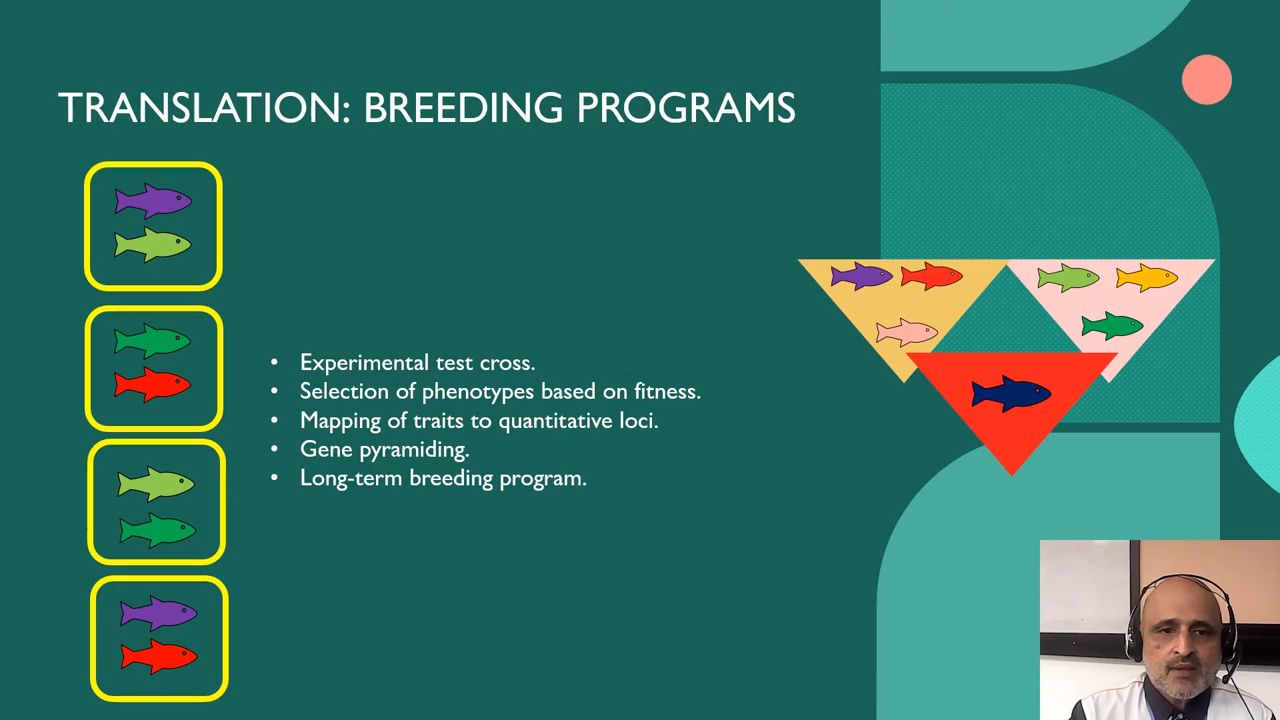 TRANSLATION: BREEDING PROGRAMS
• Experimental test cross.
• Selection of phenotypes based on fitness.
• Mapping of traits to quantitative loci.
• Gene pyramiding.
• Long-term breeding program.